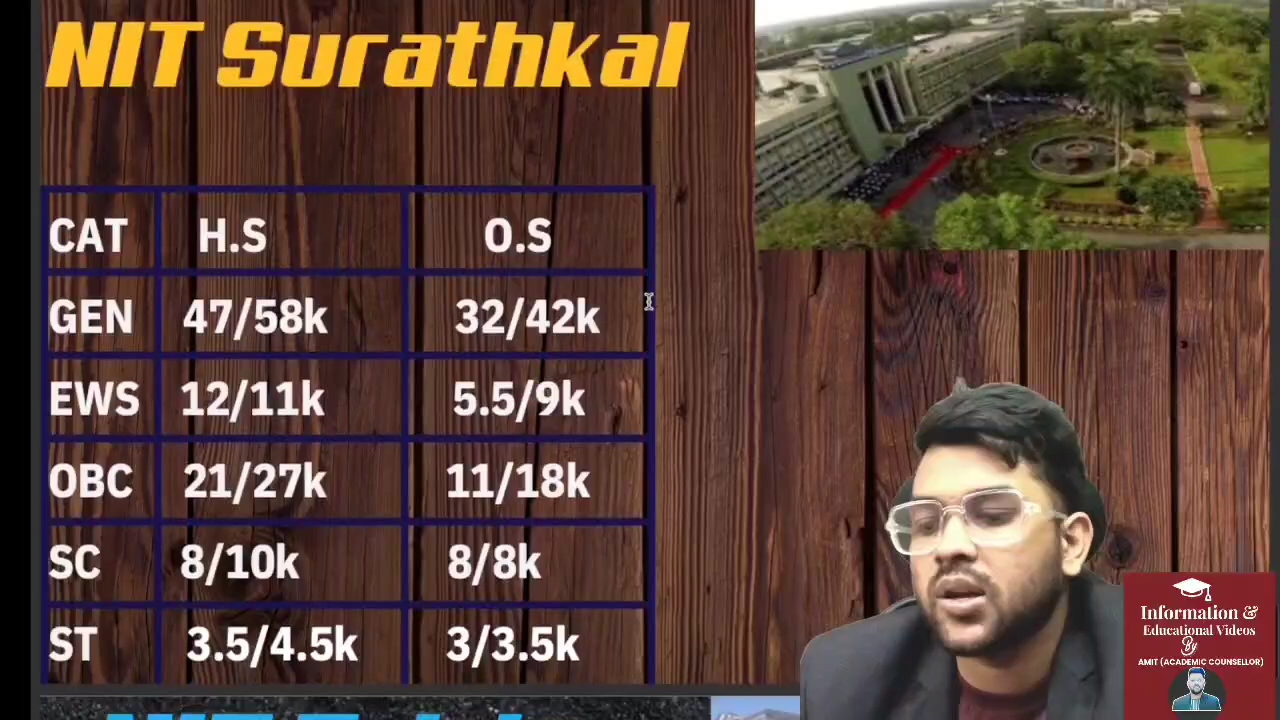 NIT Surathkal
CAT H.S O.S
GEN 47/58k 32/42k
EWS 12/11k 5.5/9k
OBC 21/27k 11/18k
SC 8/10k 8/8k
ST 3.5/4.5k 3/3.5k
Information &
Educational Videos
By
AMIT (ACADEMIC COUNSELLOR)
NIT